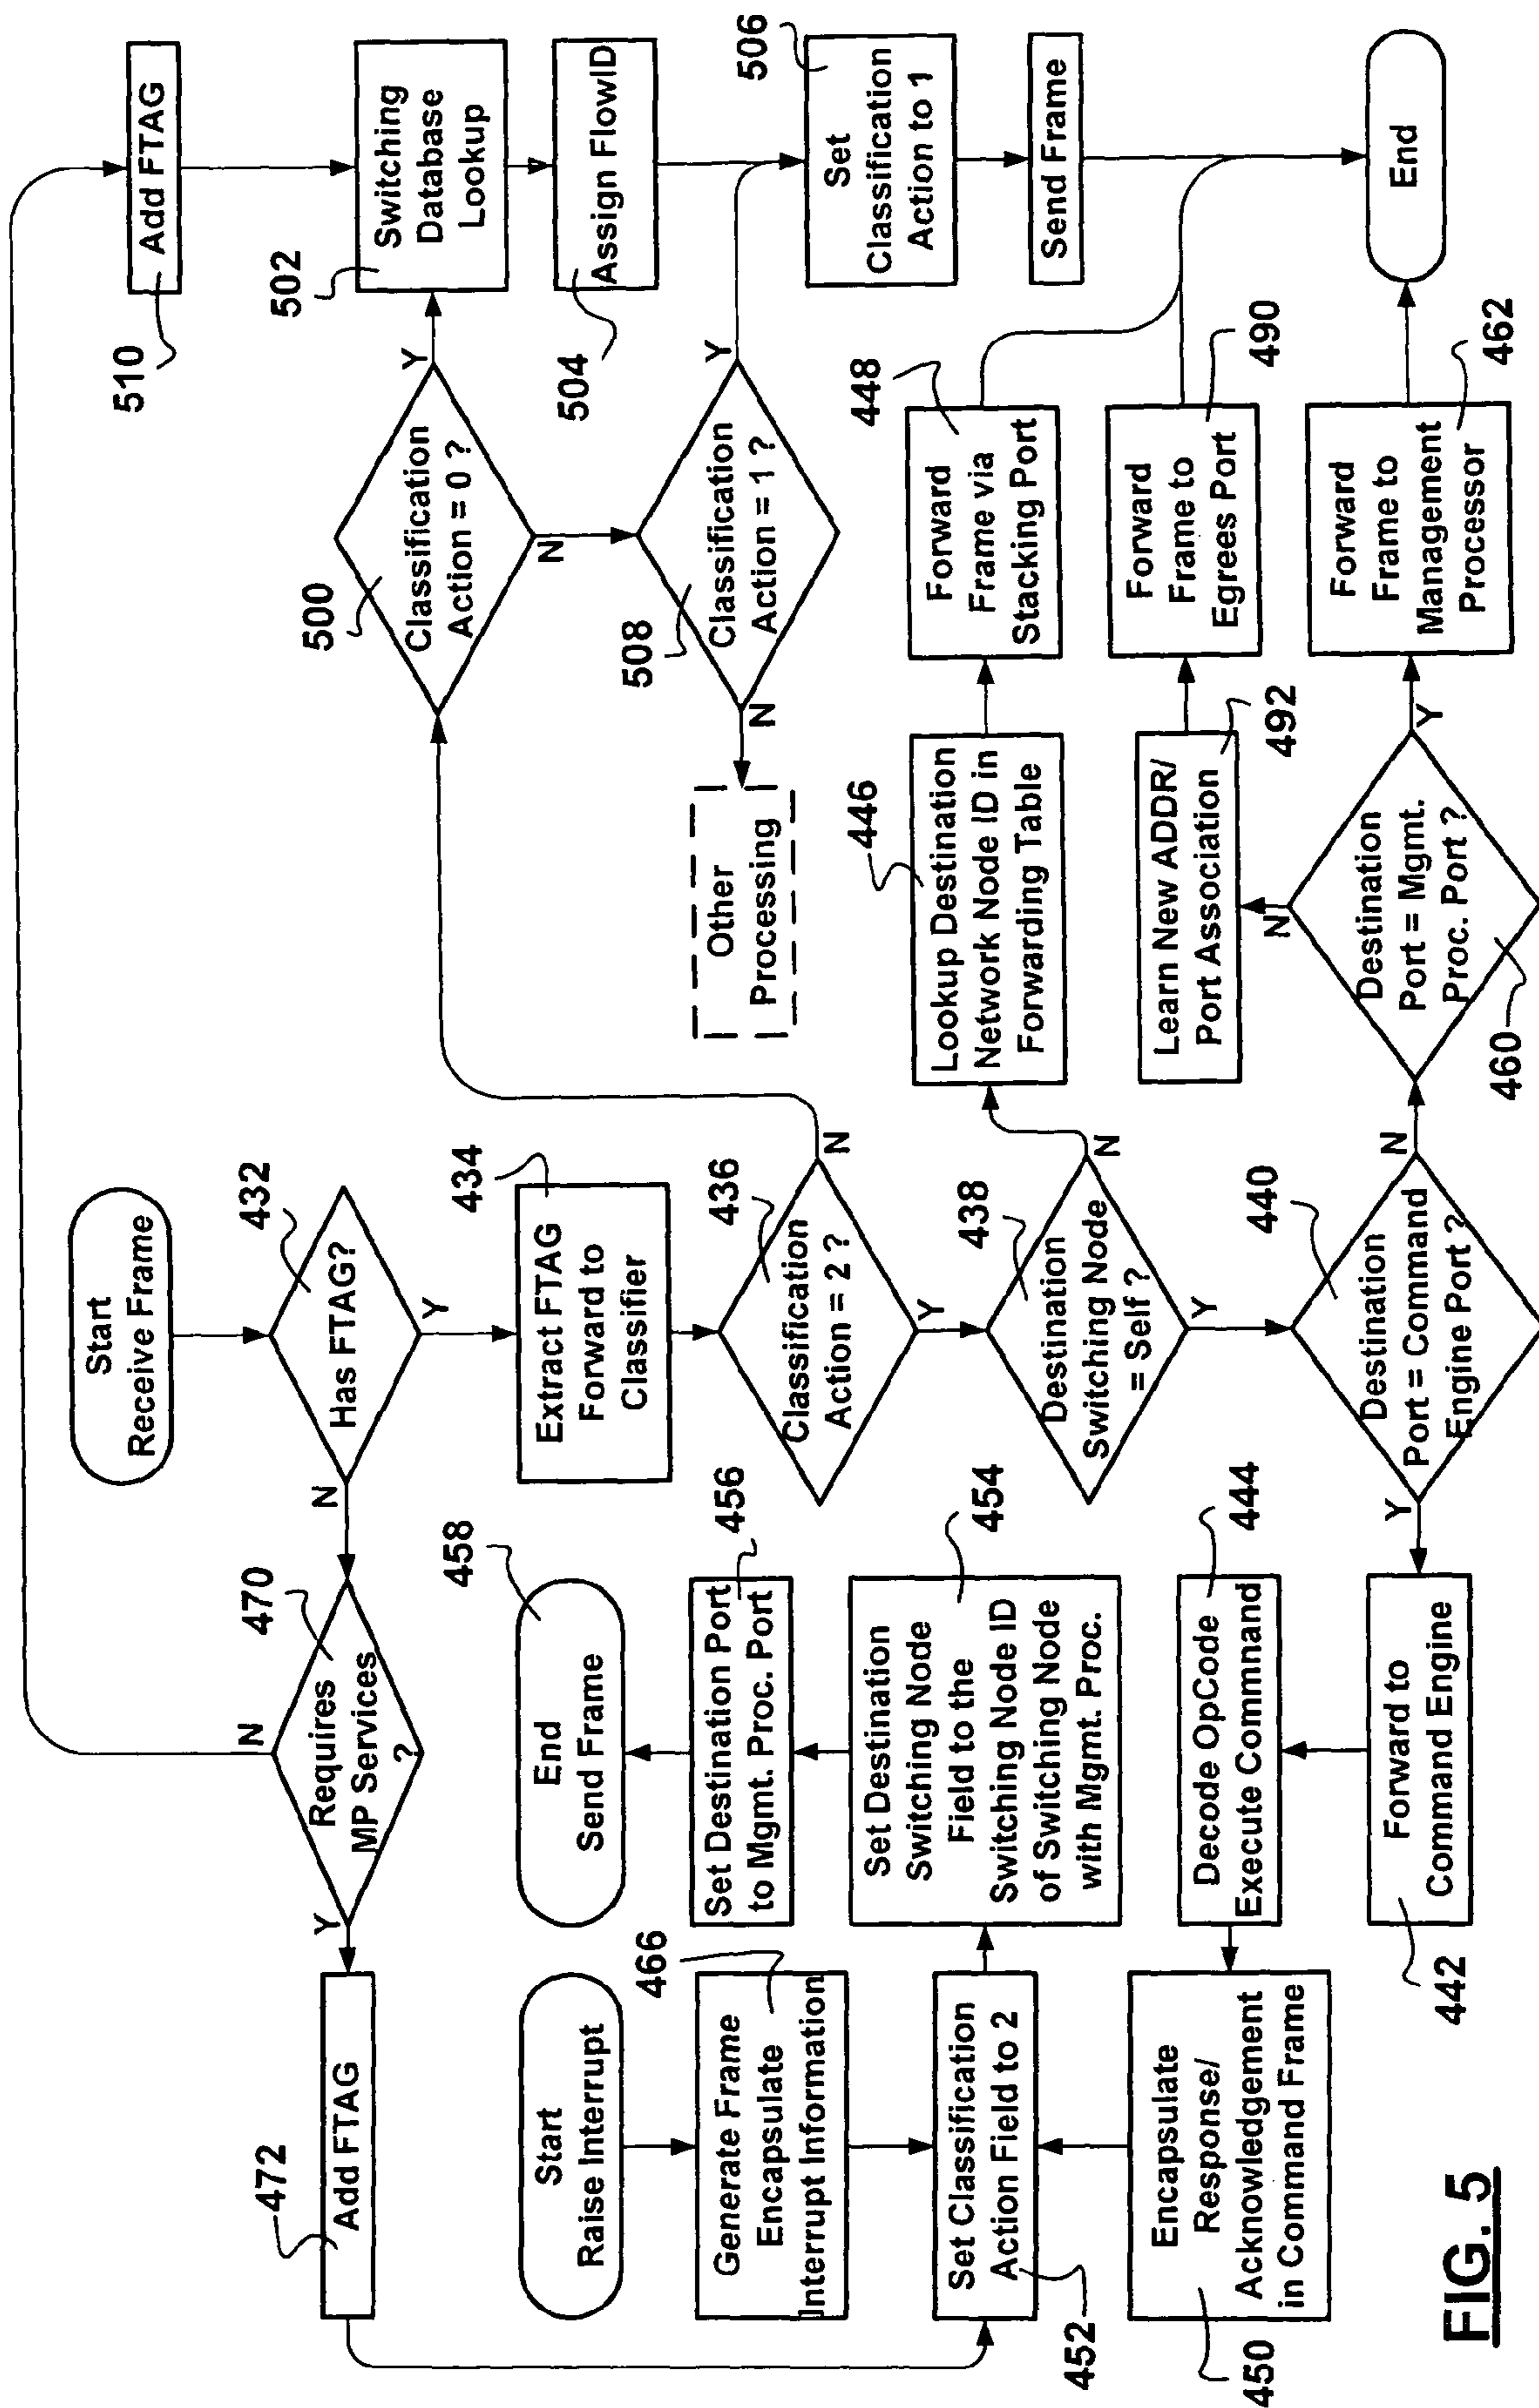 Start
Receive Frame
432
Has FTAG?
N
Y
470
Requires
MP Services
?
N
Y
472
Add FTAG
510
Add FTAG
434
Extract FTAG
Forward to
Classifier
436
Classification
Action = 2 ?
N
Y
438
Destination
Switching Node
= Self ?
N
Y
440
Destination
Port = Command
Engine Port ?
N
Y
500
Classification
Action = 0 ?
Y
N
502
Switching
Database
Lookup
504
Assign FlowID
508
Classification
Action = 1 ?
Y
N
Other
Processing
506
Set
Classification
Action to 1
Send Frame
446
Lookup Destination
Network Node ID in
Forwarding Table
448
Forward
Frame via
Stacking Port
492
Learn New ADDR/
Port Association
490
Forward
Frame to
Egrees Port
460
Destination
Port = Mgmt.
Proc. Port ?
N
Y
462
Forward
Frame to
Management
Processor
End
442
Forward to
Command Engine
444
Decode OpCode
Execute Commnand
450
Encapsulate
Response/
Acknowledgement
in Command Frame
Start
Raise Interrupt
466
Generate Frame
Encapsulate
Interrupt Information
452
Set Classification
Action Field to 2
454
Set Destination
Switching Node
Field to the
Switching Node ID
of Switching Node
with Mgmt. Proc.
456
Set Destination Port
to Mgmt. Proc. Port
458
End
Send Frame
FIG. 5